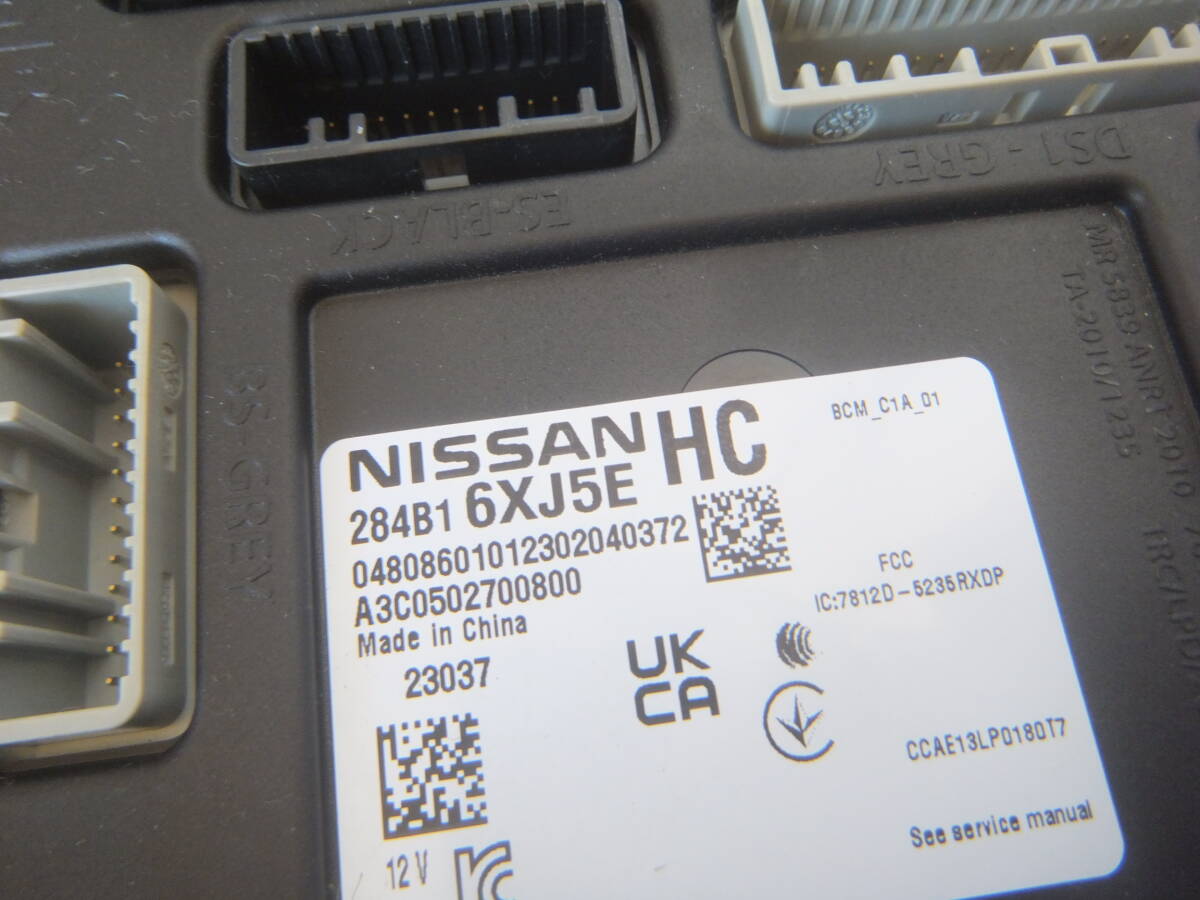 ES-BLACK
DS1 - GREY
BS - GREY
MR 5839 ANRT 2010
TA-2010/1235
NISSAN HC
BCM_C1A_01
284B1 6XJ5E
04808601012302040372
A3C0502700800
Made in China
23037
FCC
IC:7812D-5235RXDP
UK
CA
CCAE13LP0180T7
See service manual
12 V